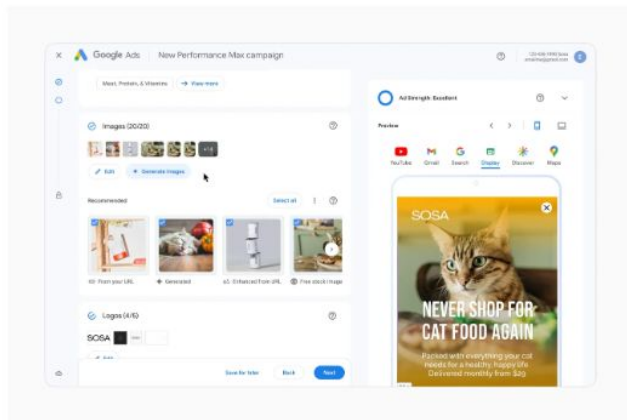 Google Ads
New Performance Max campaign
Meat, Protein, & Vitamins
View more
Images (20/20)
Edit
Generate Images
Recommended
Select all
From your URL
Generated
Enhanced from URL
Free stock image
Logos (4/5)
SOSA
Edit
Save for later
Back
Next
Ad Strength: Excellent
Preview
YouTube
Gmail
Search
Display
Discover
Maps
SOSA
NEVER SHOP FOR
CAT FOOD AGAIN
Packed with everything your cat
needs for a healthy, happy life.
Delivered monthly from $29